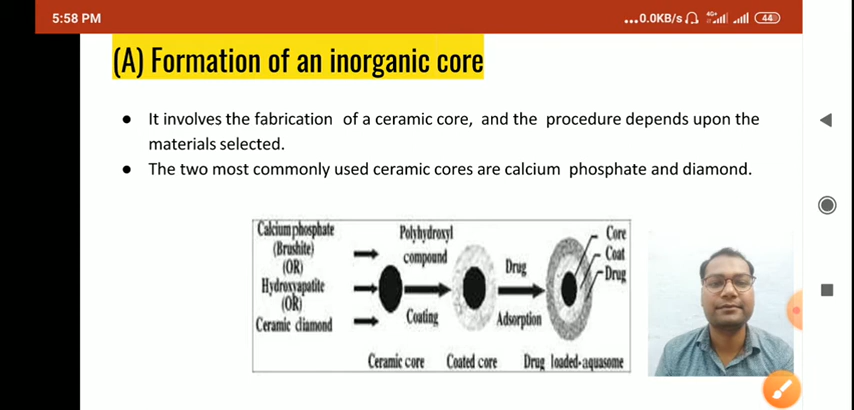 5:58 PM
...0.0KB/s 4G+ 44
(A) Formation of an inorganic core
● It involves the fabrication of a ceramic core, and the procedure depends upon the
materials selected.
● The two most commonly used ceramic cores are calcium phosphate and diamond.
Calcium phosphate
(Brushite)
(OR)
Hydroxyapatite
(OR)
Ceramic diamond
Polyhydroxyl
compound
Coating
Drug
Adsorption
Core
Coat
Drug
Ceramic core Coated core Drug loaded-aquasome